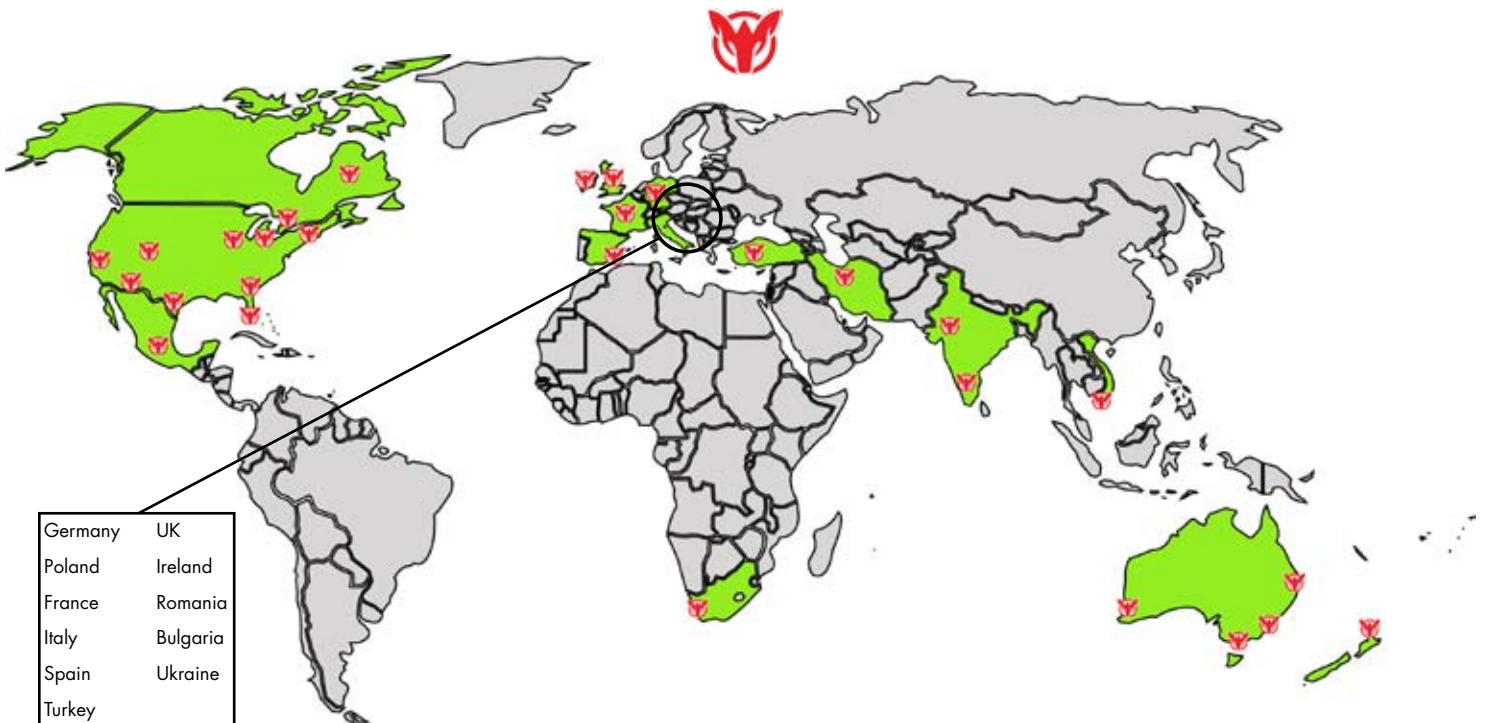 Germany UK
Poland Ireland
France Romania
Italy Bulgaria
Spain Ukraine
Turkey